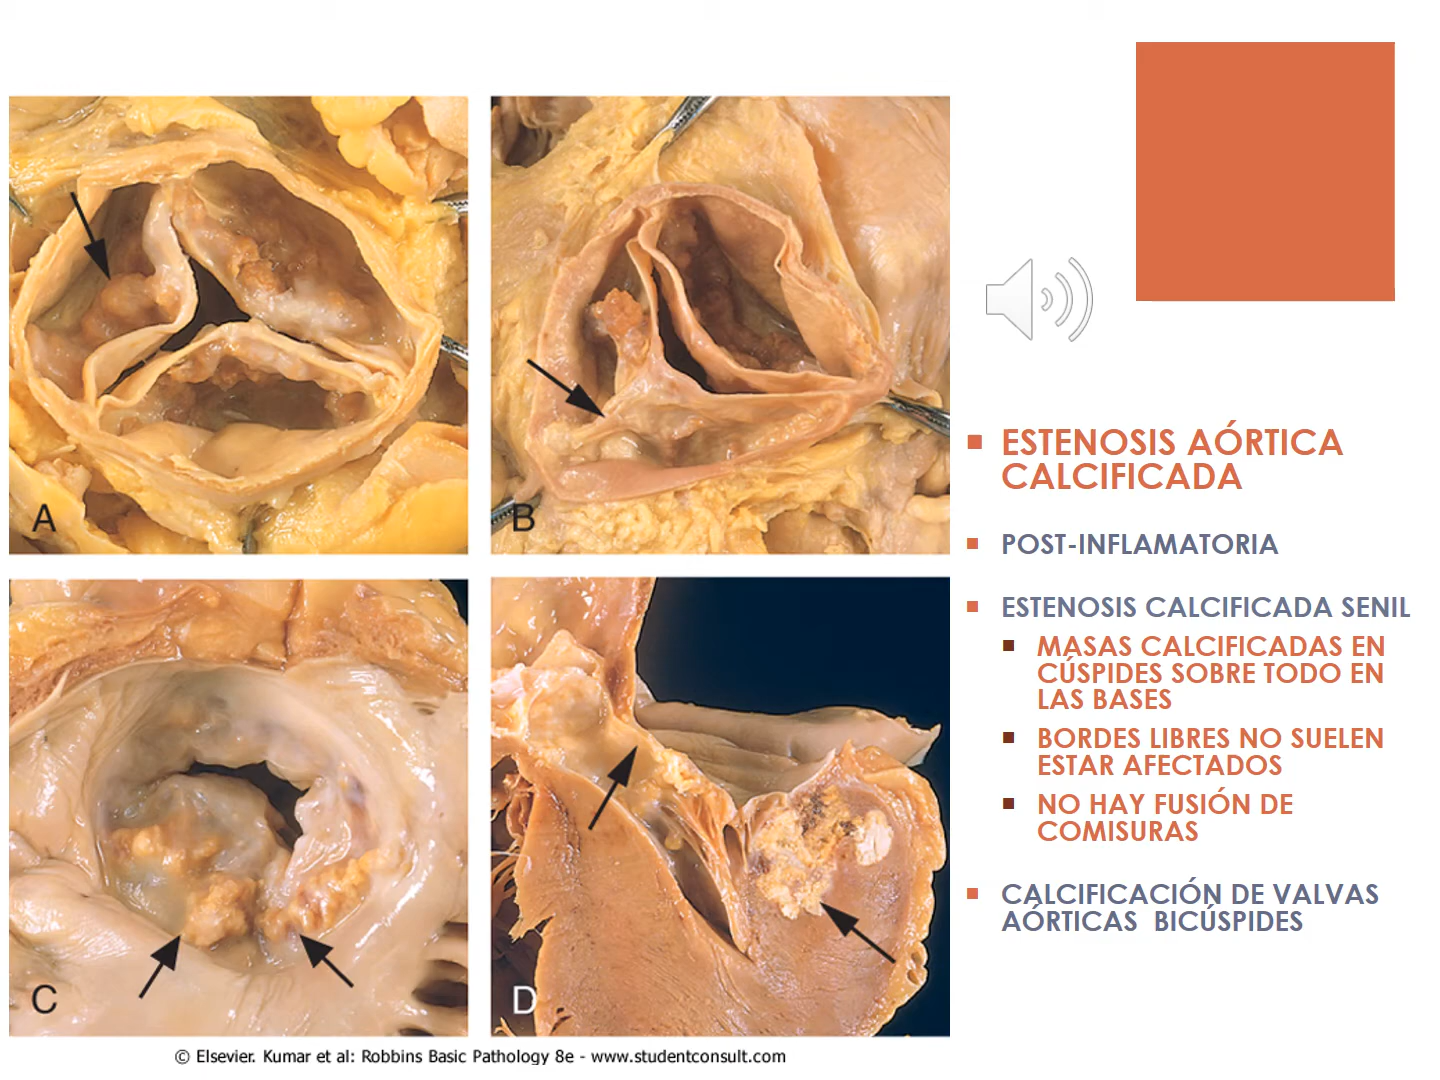 A
B
C
D
© Elsevier. Kumar et al: Robbins Basic Pathology 8e - www.studentconsult.com
ESTENOSIS AÓRTICA
CALCIFICADA
POST-INFLAMATORIA
ESTENOSIS CALCIFICADA SENIL
MASAS CALCIFICADAS EN
CÚSPIDES SOBRE TODO EN
LAS BASES
BORDES LIBRES NO SUELEN
ESTAR AFECTADOS
NO HAY FUSIÓN DE
COMISURAS
CALCIFICACIÓN DE VALVAS
AÓRTICAS  BICÚSPIDES